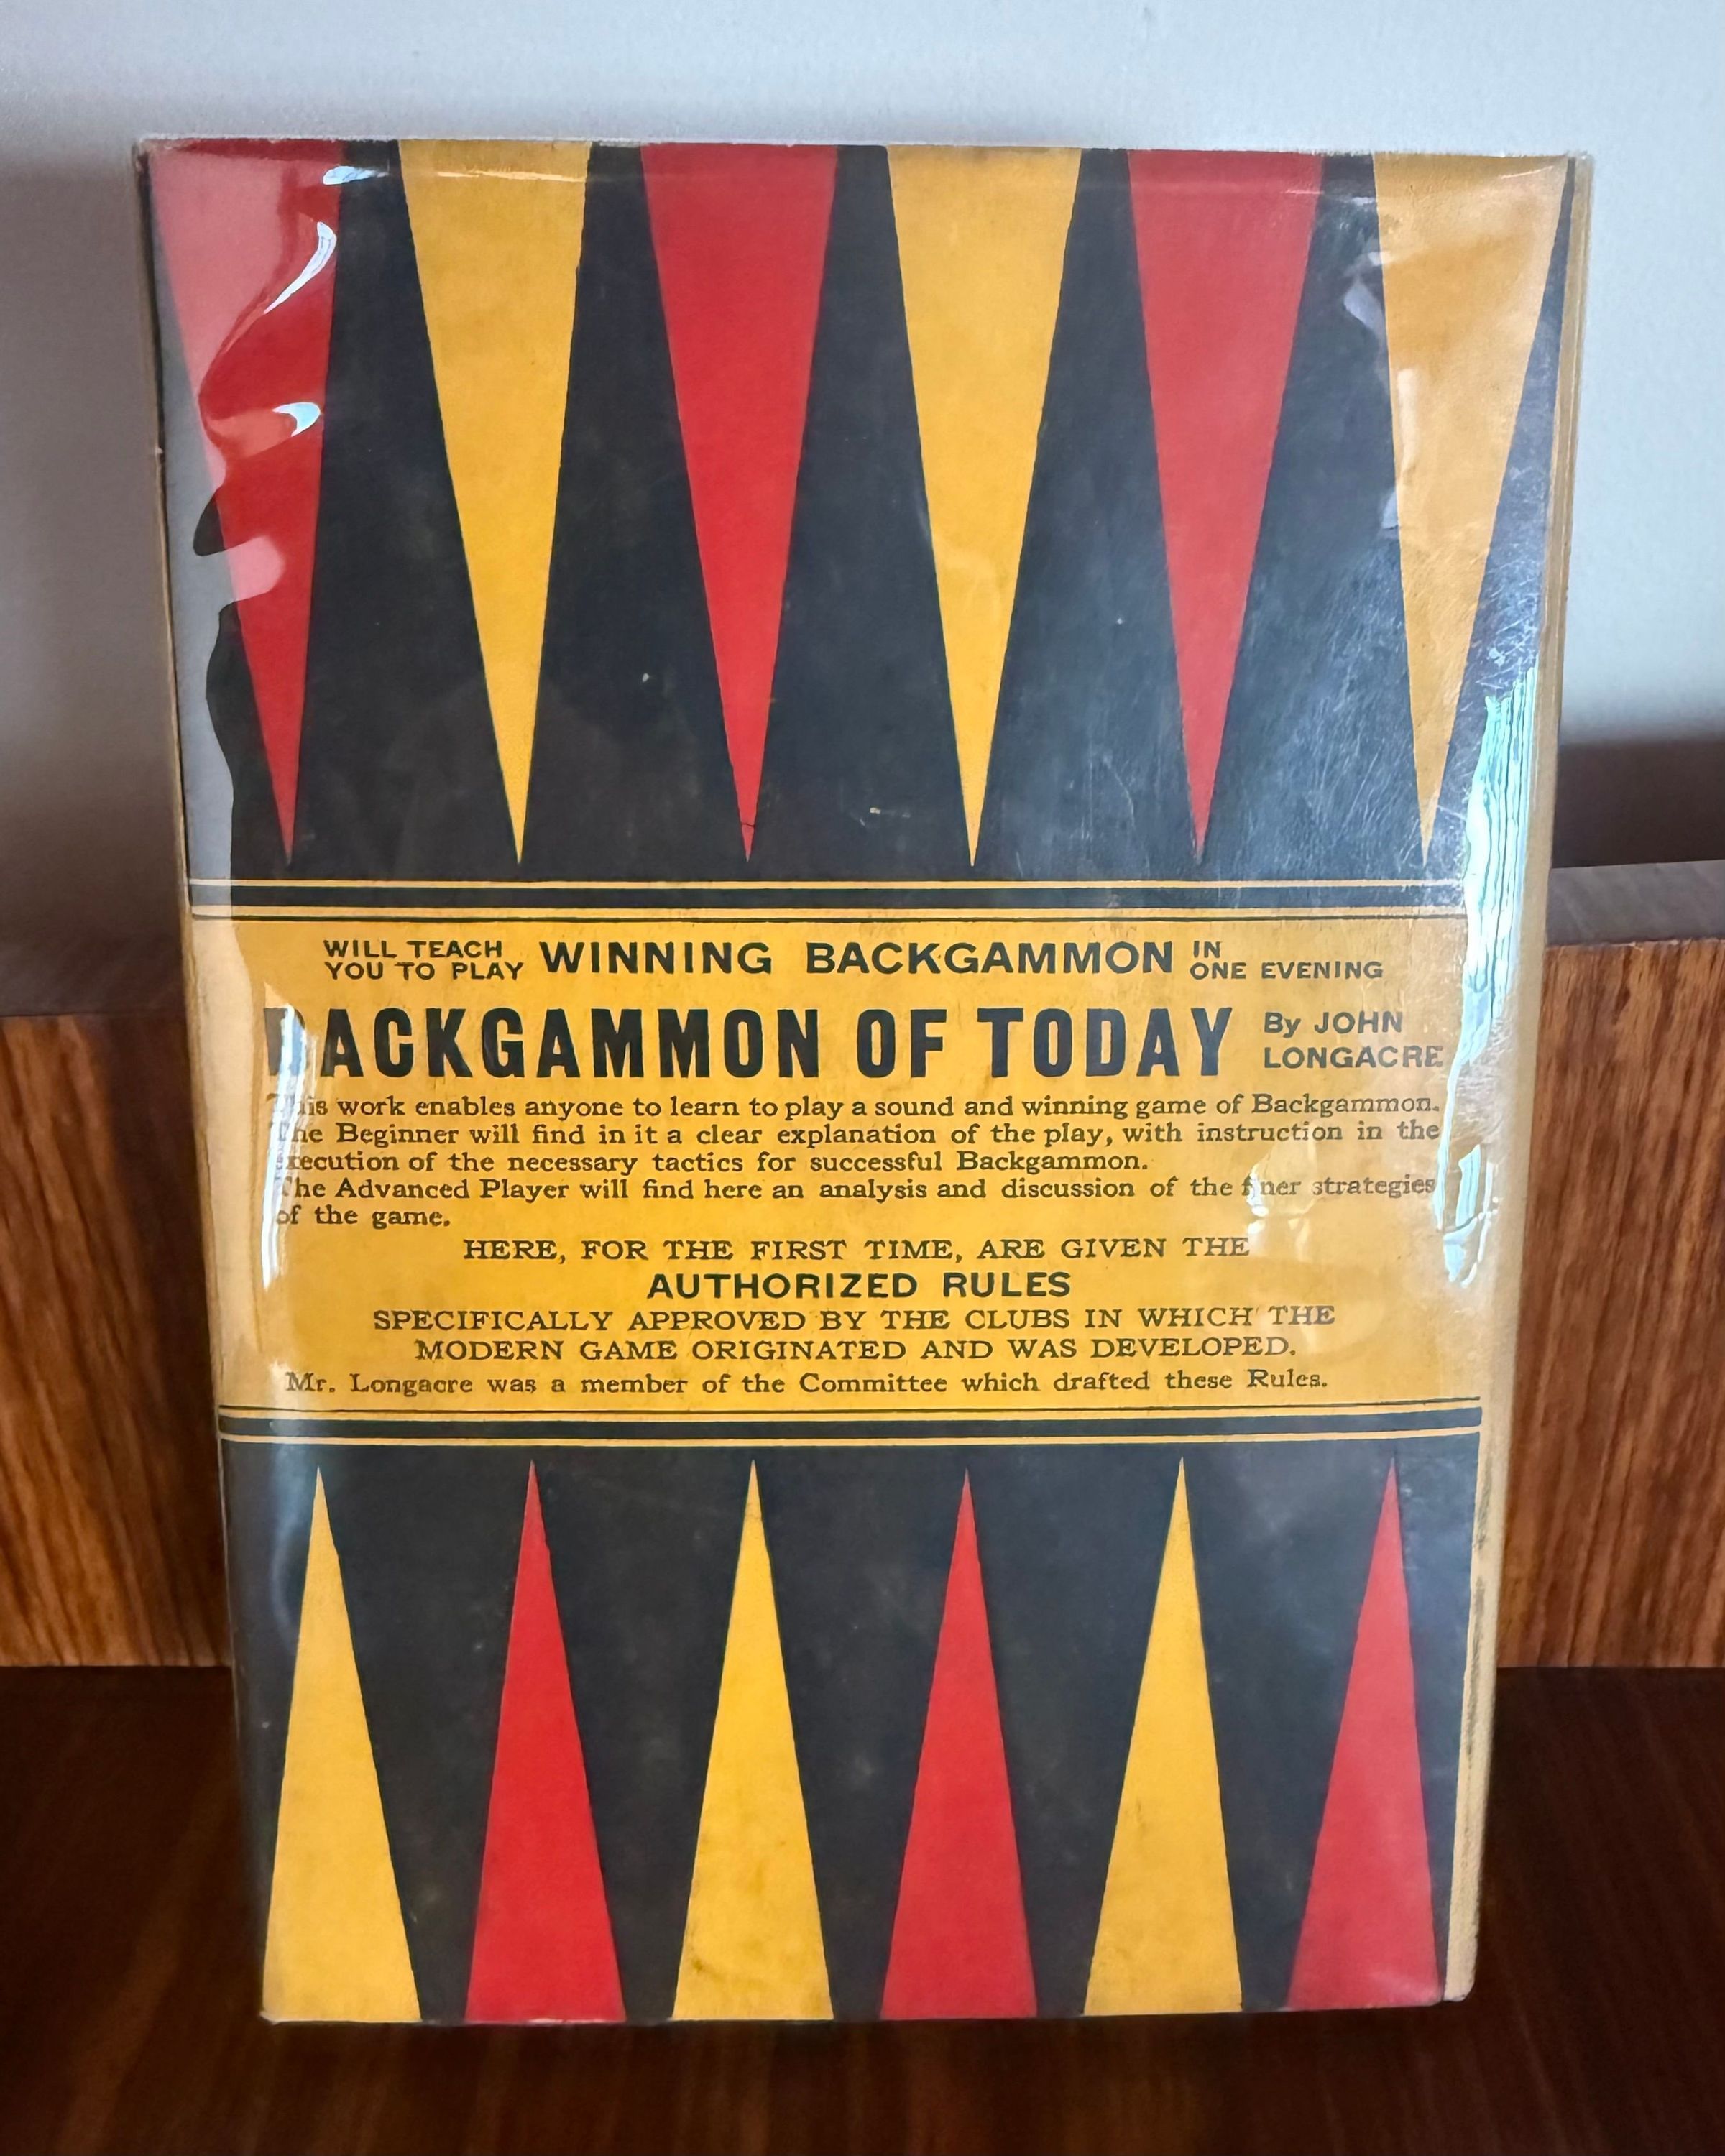 WILL TEACH
YOU TO PLAY WINNING BACKGAMMON IN
ONE EVENING
BACKGAMMON OF TODAY By JOHN
LONGACRE
This work enables anyone to learn to play a sound and winning game of Backgammon.
The Beginner will find in it a clear explanation of the play, with instruction in the
execution of the necessary tactics for successful Backgammon.
The Advanced Player will find here an analysis and discussion of the finer strategies
of the game.
HERE, FOR THE FIRST TIME, ARE GIVEN THE
AUTHORIZED RULES
SPECIFICALLY APPROVED BY THE CLUBS IN WHICH THE
MODERN GAME ORIGINATED AND WAS DEVELOPED.
Mr. Longacre was a member of the Committee which drafted these Rules.